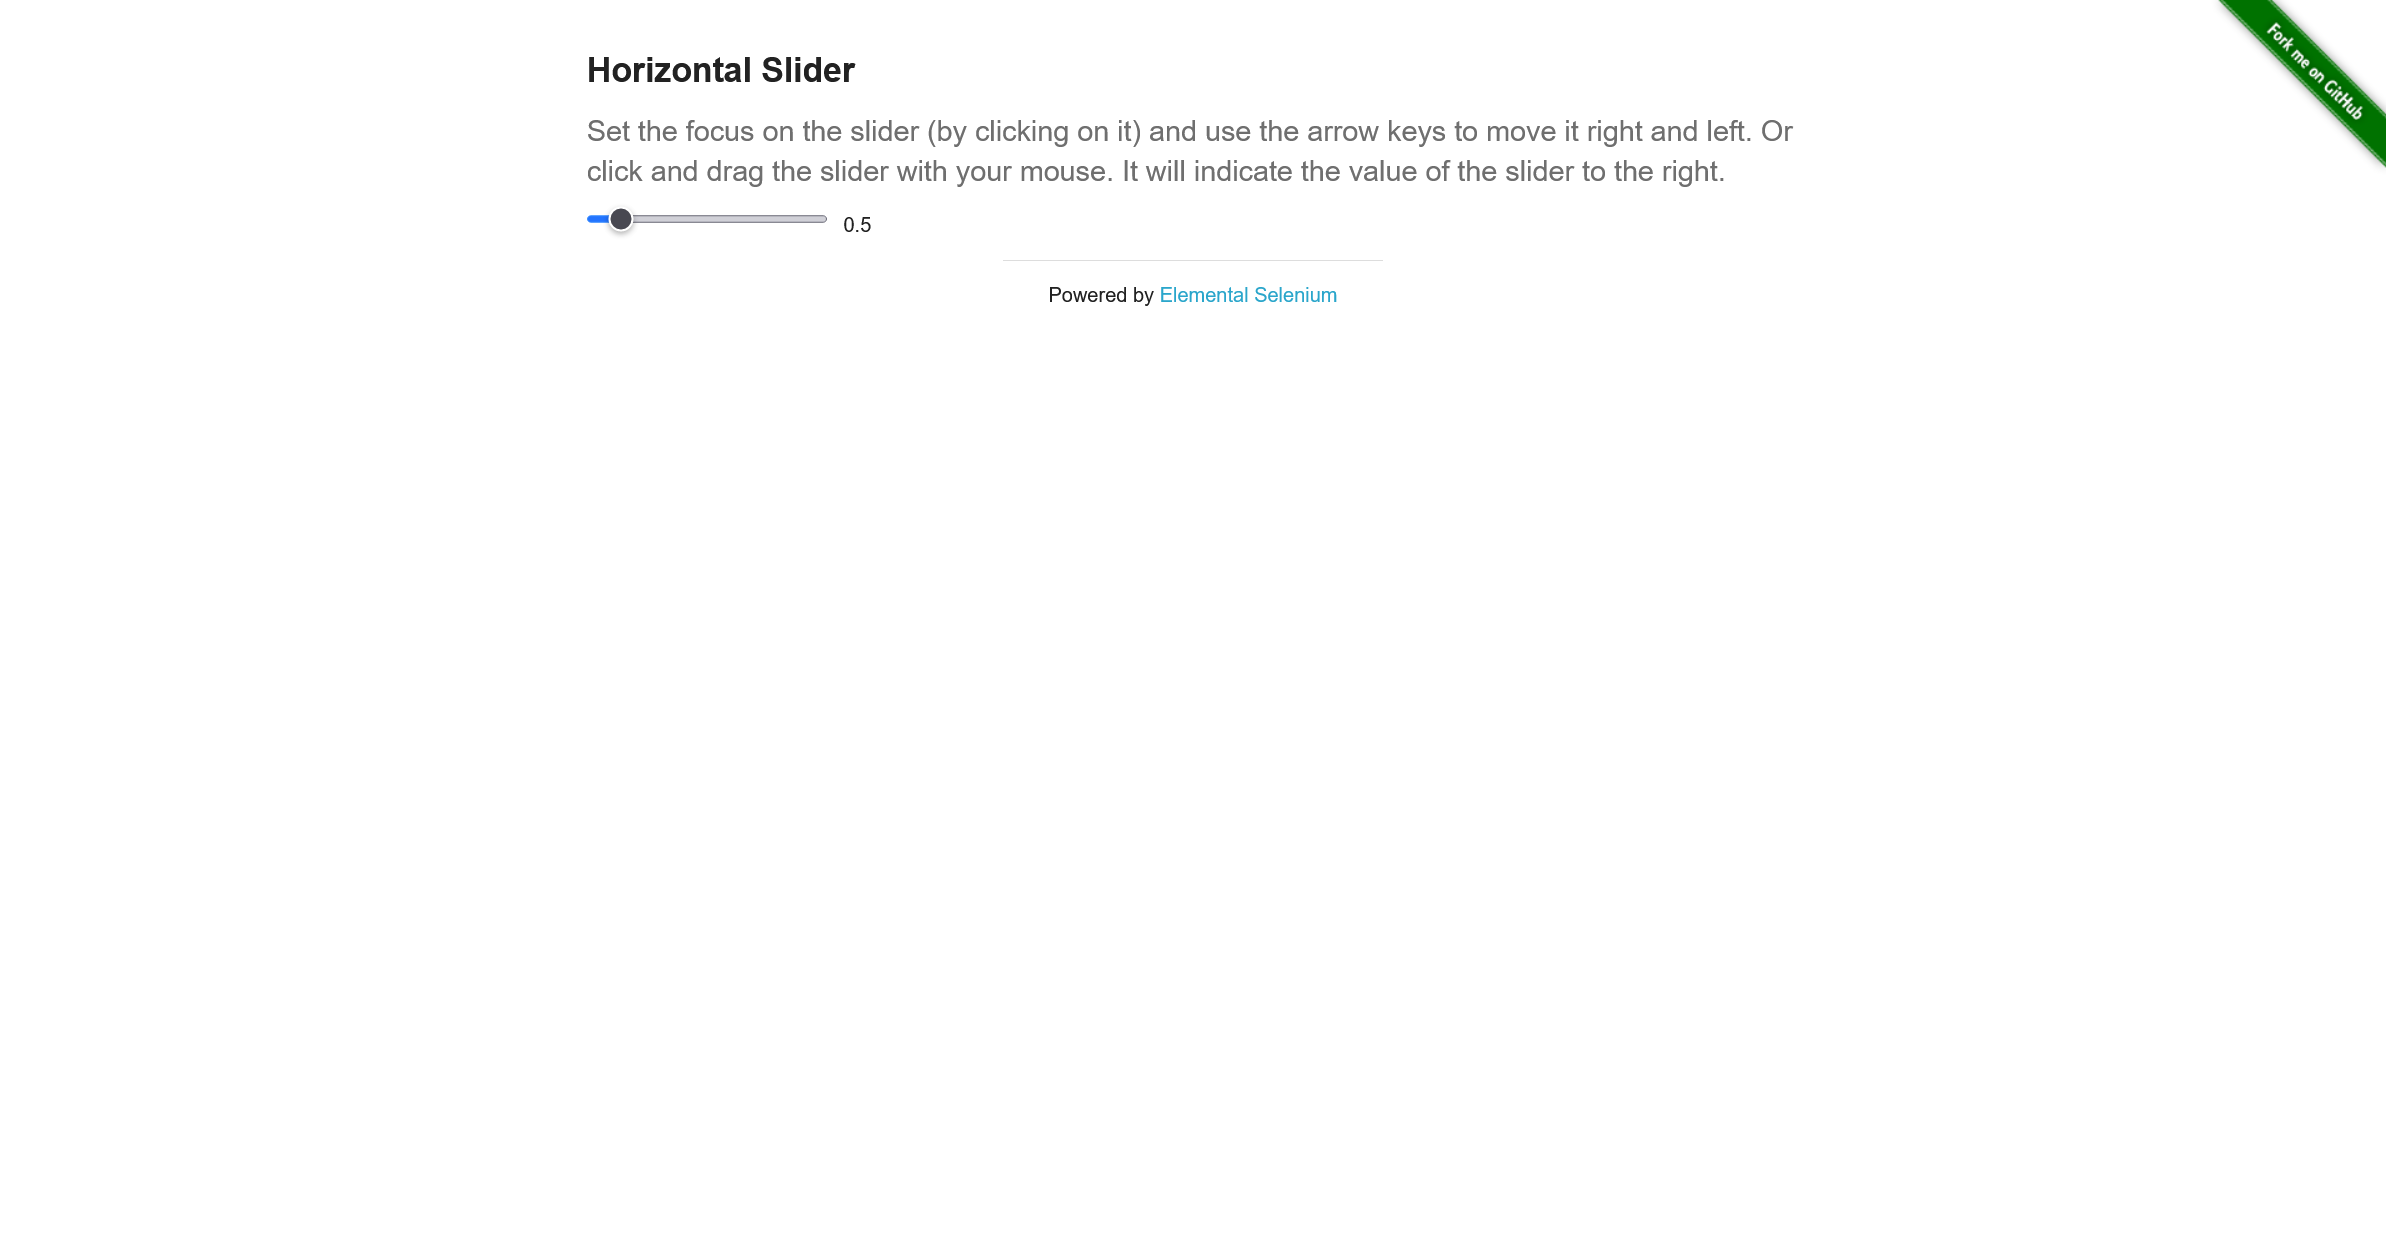 Horizontal Slider
Set the focus on the slider (by clicking on it) and use the arrow keys to move it right and left. Or
click and drag the slider with your mouse. It will indicate the value of the slider to the right.
0.5
Powered by Elemental Selenium
Fork me on GitHub